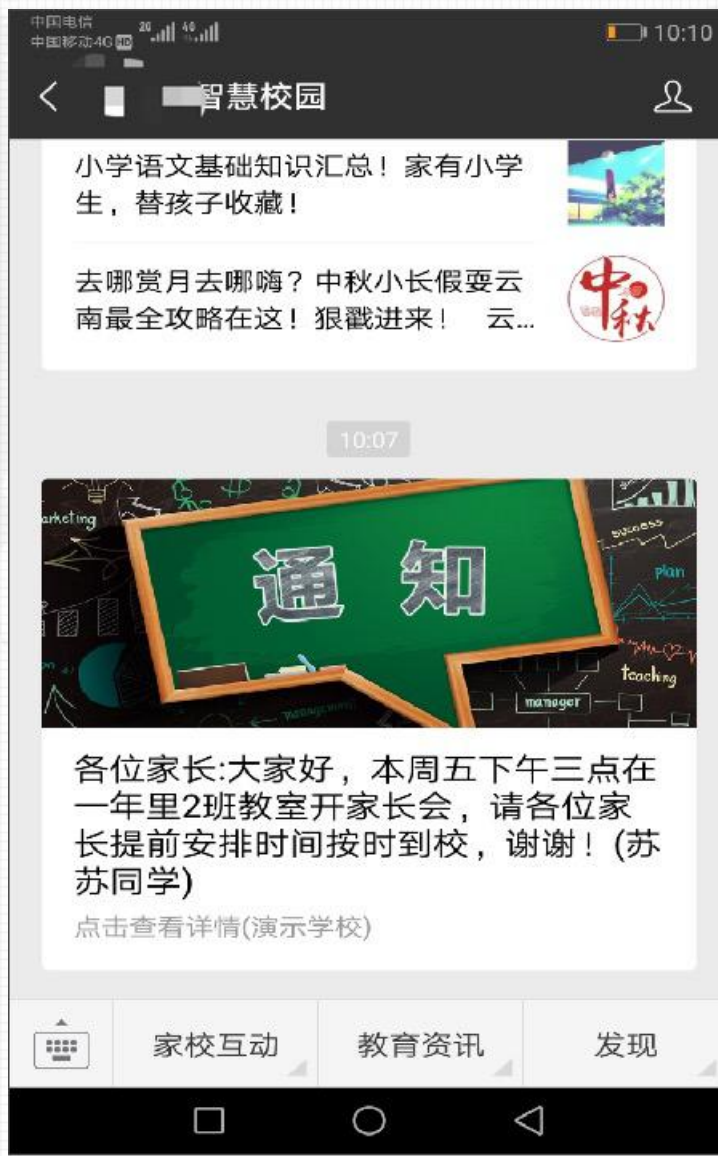 中国电信
2G 4G
中国移动4G HD
10:10
智慧校园
小学语文基础知识汇总！家有小学
生，替孩子收藏！
去哪赏月去哪嗨？中秋小长假耍云
南最全攻略在这！狠戳进来！ 云...
中秋
10:07
arketing
success
plan
通知
teaching
manager
management
各位家长:大家好，本周五下午三点在
一年里2班教室开家长会，请各位家
长提前安排时间按时到校，谢谢！(苏
苏同学)
点击查看详情(演示学校)
家校互动
教育资讯
发现